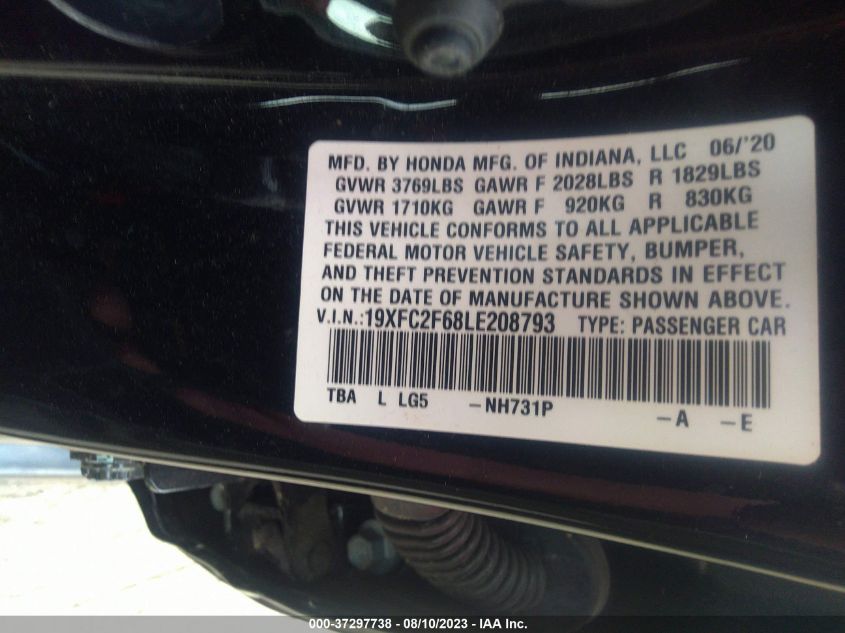 MFD. BY HONDA MFG. OF INDIANA, LLC 06/'20
GVWR 3769LBS GAWR F 2028LBS R 1829LBS
GVWR 1710KG GAWR F 920KG R 830KG
THIS VEHICLE CONFORMS TO ALL APPLICABLE
FEDERAL MOTOR VEHICLE SAFETY, BUMPER,
AND THEFT PREVENTION STANDARDS IN EFFECT
ON THE DATE OF MANUFACTURE SHOWN ABOVE.
V.I.N.:19XFC2F68LE208793 TYPE: PASSENGER CAR
TBA L LG5 -NH731P -A -E
000-37297738 - 08/10/2023 - IAA Inc.